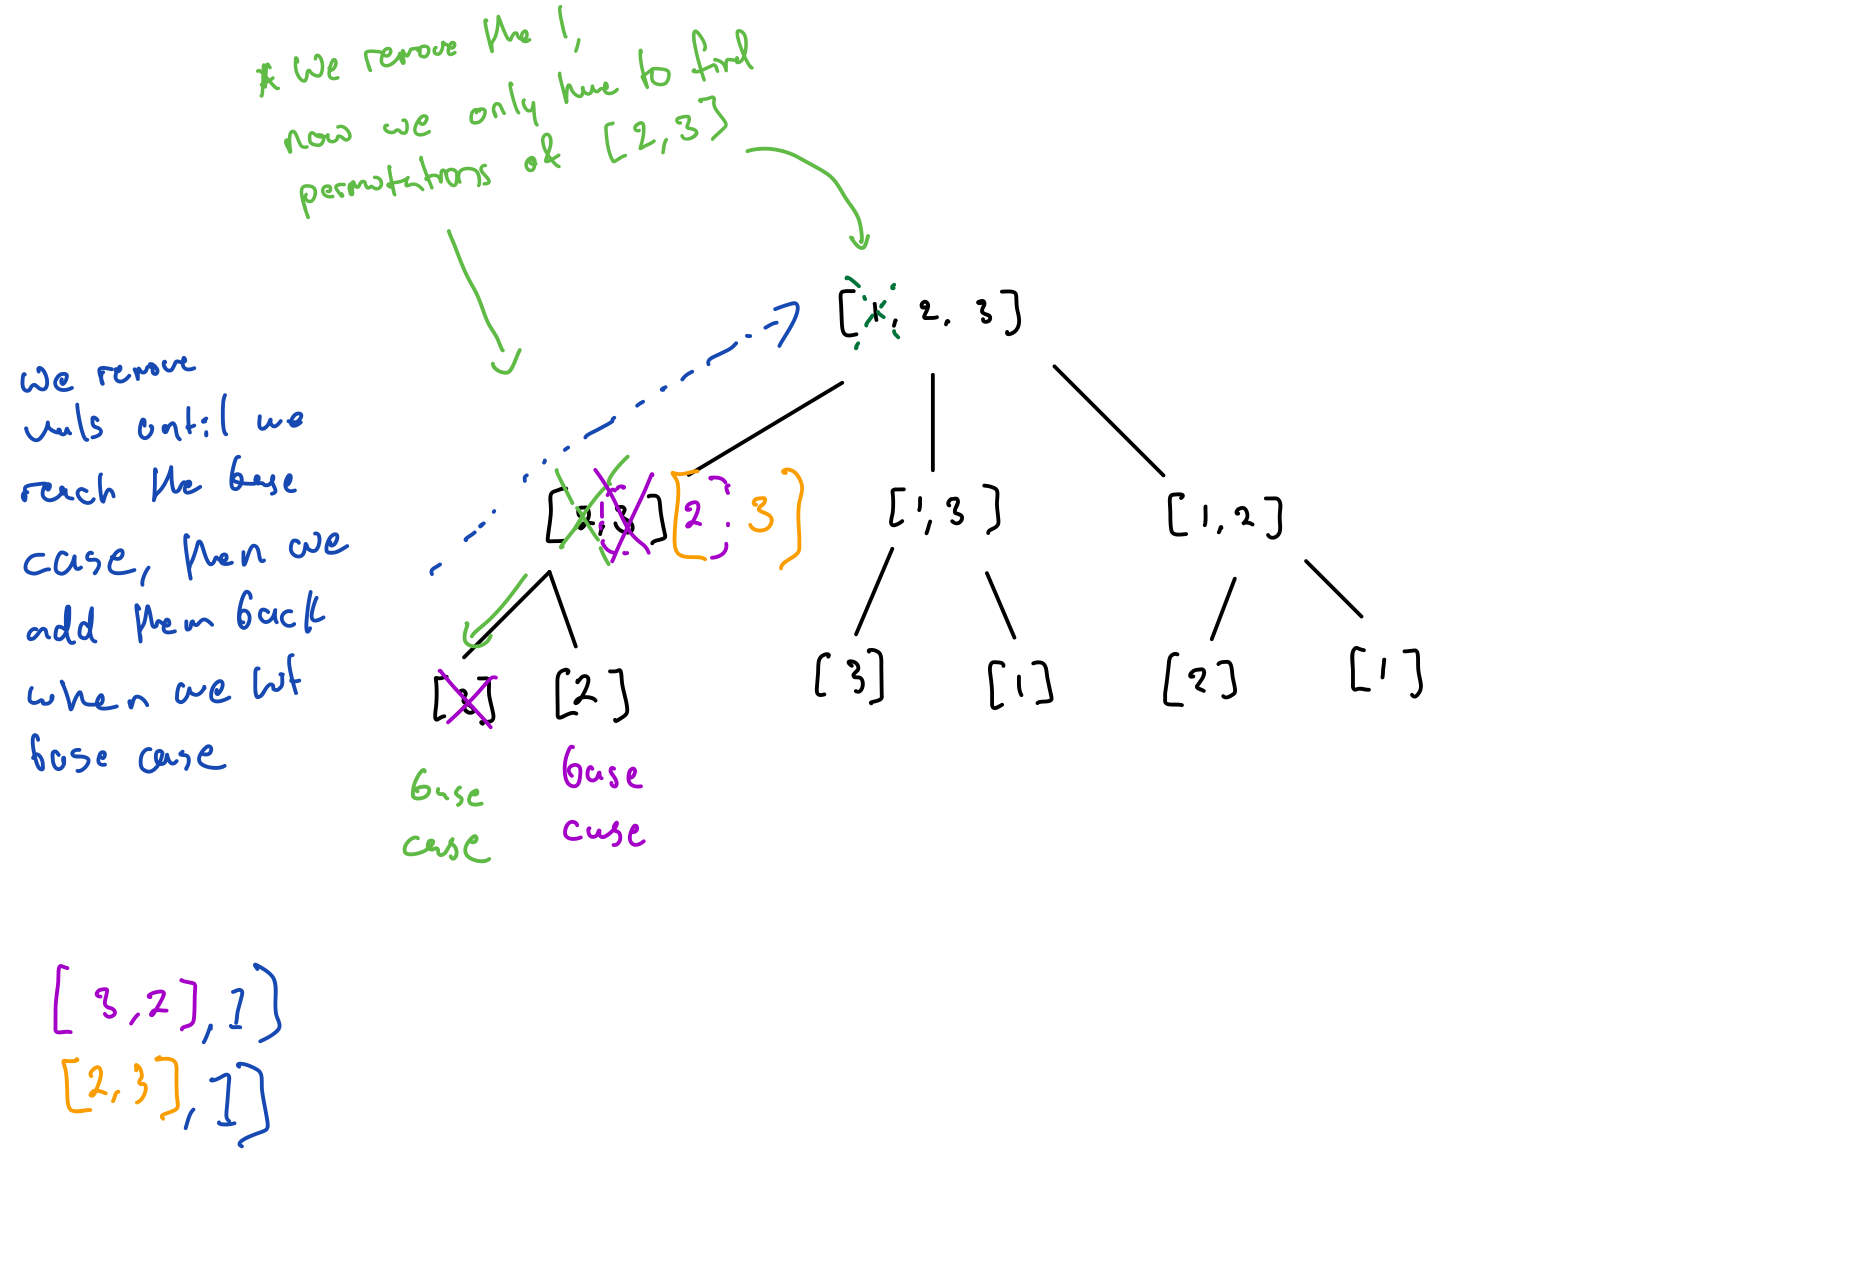 * We remove the 1,
now we only have to find
permutations of [2,3]
[1, 2, 3]
we remove
vals until we
reach the base
case, then we
add them back
when we hit
base case
[2,3] [2, 3]
[1,3]
[1,2]
[3]
[2]
[3]
[1]
[2]
[1]
base
case
base
case
[3,2],1]
[2,3],1]